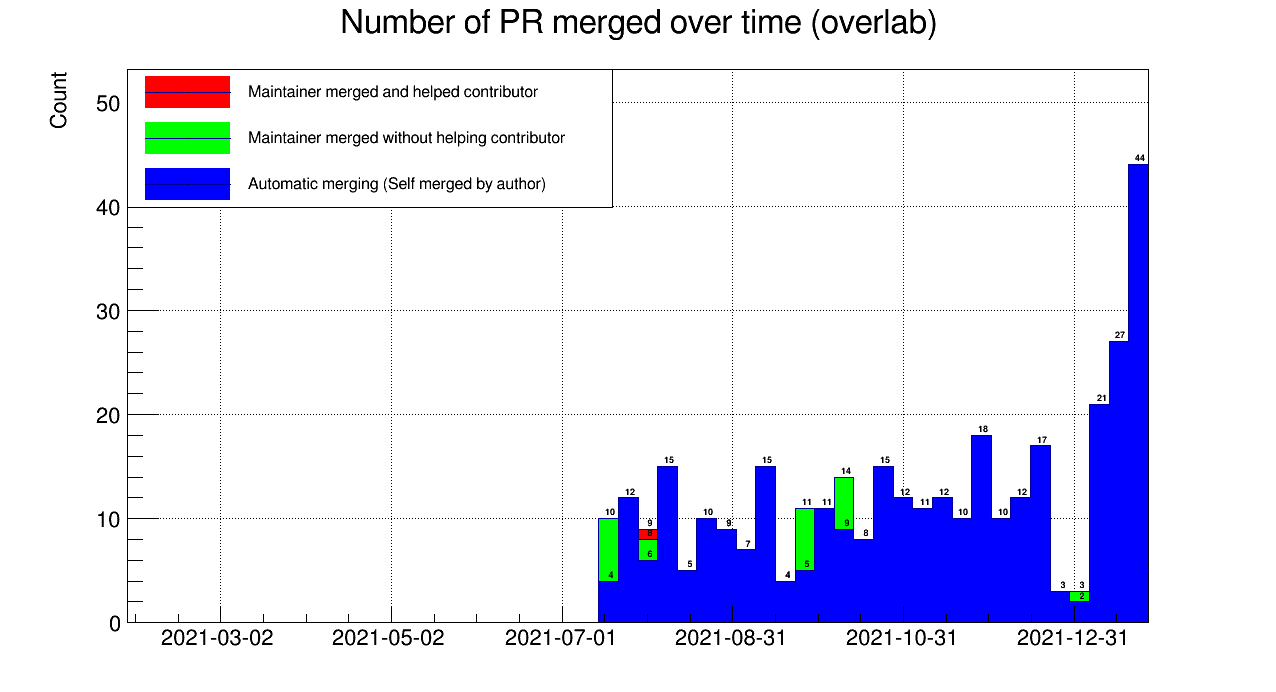 Number of PR merged over time (overlab)
Count
Maintainer merged and helped contributor
Maintainer merged without helping contributor
Automatic merging (Self merged by author)
50
40
30
20
10
0
10 4 12 9 8 6 15 5 10 9 7 15 4 11 5 11 14 9 8 15 12 11 12 10 18 10 12 17 3 3 2 21 27 44
2021-03-02 2021-05-02 2021-07-01 2021-08-31 2021-10-31 2021-12-31